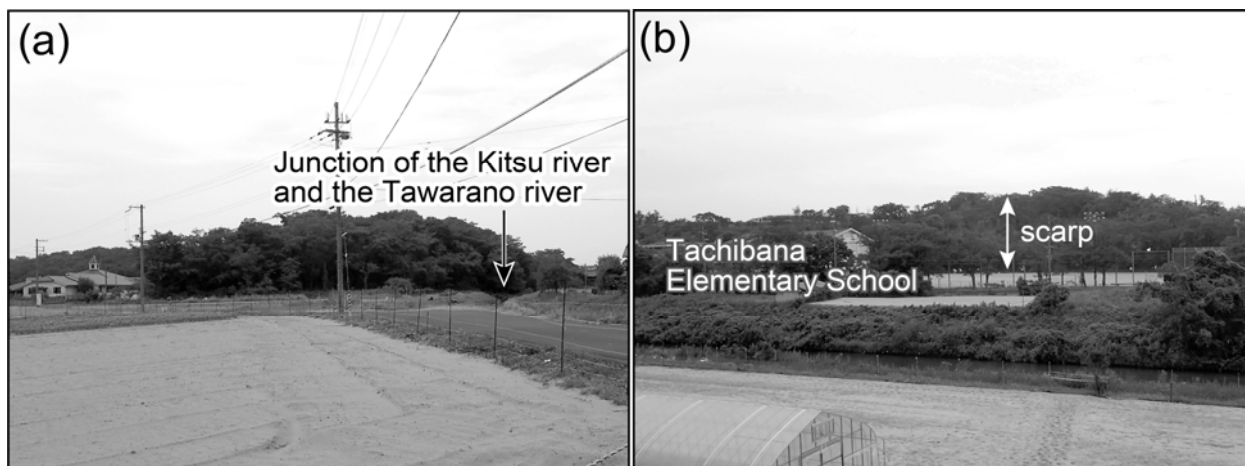 (a)
Junction of the Kitsu river
and the Tawarano river
(b)
scarp
Tachibana
Elementary School